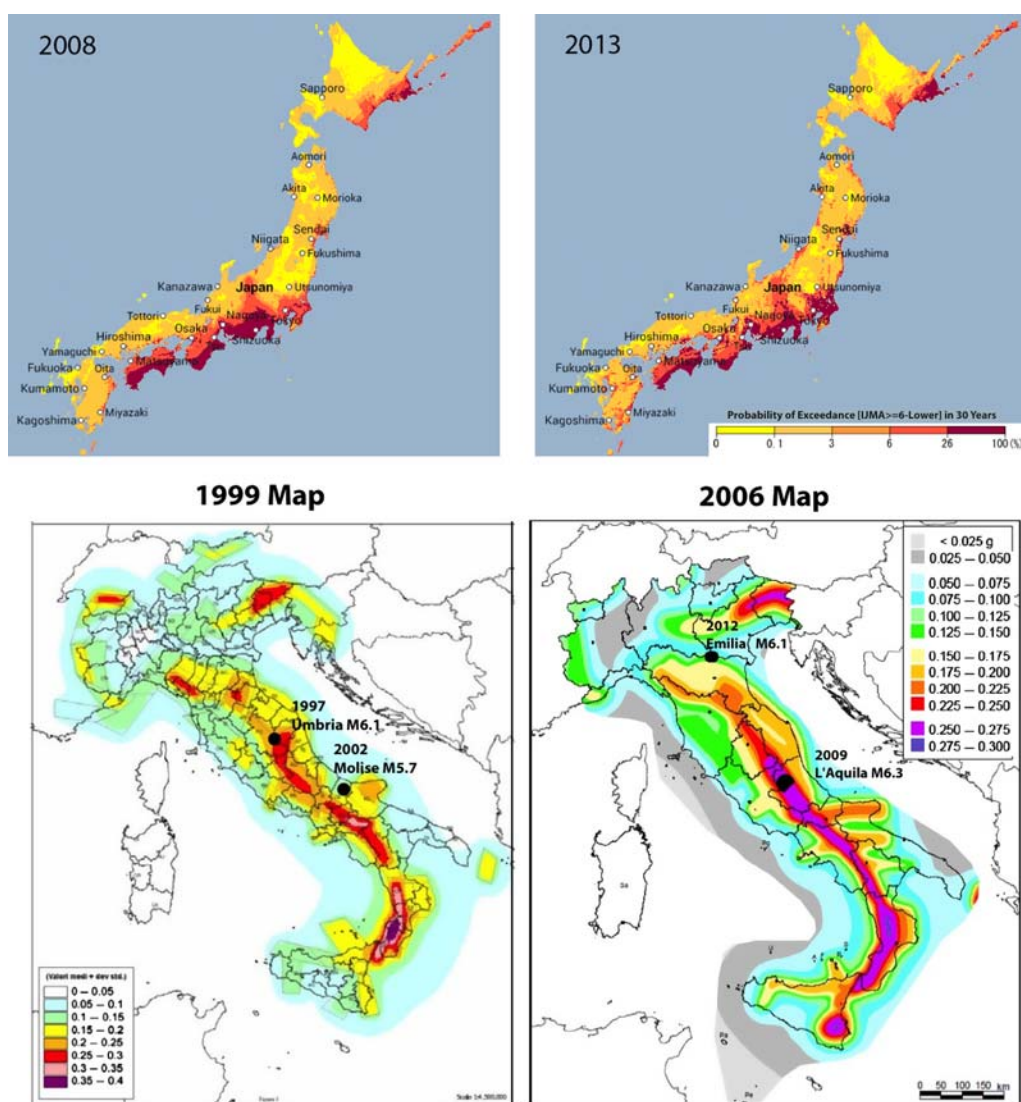 2008
Sapporo
Aomori
Akita
Morioka
Sendai
Niigata
Fukushima
Kanazawa
Japan
Utsunomiya
Fukui
Nagoya
Tokyo
Tottori
Osaka
Shizuoka
Hiroshima
Yamaguchi
Matsuyama
Fukuoka
Oita
Kumamoto
Miyazaki
Kagoshima
2013
Sapporo
Aomori
Akita
Morioka
Sendai
Niigata
Fukushima
Kanazawa
Japan
Utsunomiya
Fukui
Nagoya
Tokyo
Tottori
Osaka
Shizuoka
Hiroshima
Yamaguchi
Matsuyama
Fukuoka
Oita
Kumamoto
Miyazaki
Kagoshima
Probability of Exceedance [IJMA>=6-Lower] in 30 Years
0 0.1 3 6 26 100 (%)
1999 Map
1997
Umbria M6.1
2002
Molise M5.7
(Valori medi + dev std.)
0 — 0.05
0.05 — 0.1
0.1 — 0.15
0.15 — 0.2
0.2 — 0.25
0.25 — 0.3
0.3 — 0.35
0.35 — 0.4
2006 Map
< 0.025 g
0.025 — 0.050
0.050 — 0.075
0.075 — 0.100
0.100 — 0.125
0.125 — 0.150
0.150 — 0.175
0.175 — 0.200
0.200 — 0.225
0.225 — 0.250
0.250 — 0.275
0.275 — 0.300
2012
Emilia M6.1
2009
L'Aquila M6.3
0 50 100 150 km